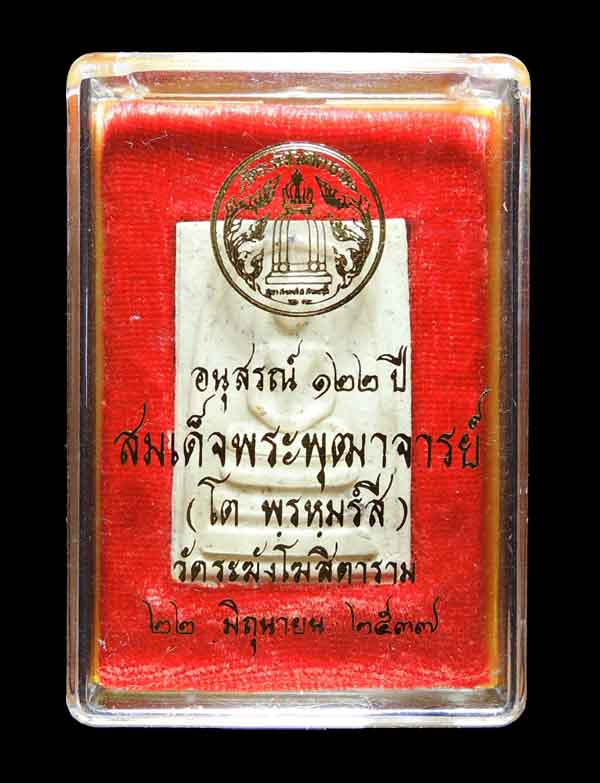 อนุสรณ์ ๑๒๒ ปี
สมเด็จพระพุฒาจารย์
(โต พฺรหฺมรํสี)
วัดระฆังโฆสิตาราม
๒๒ มิถุนายน ๒๕๓๗